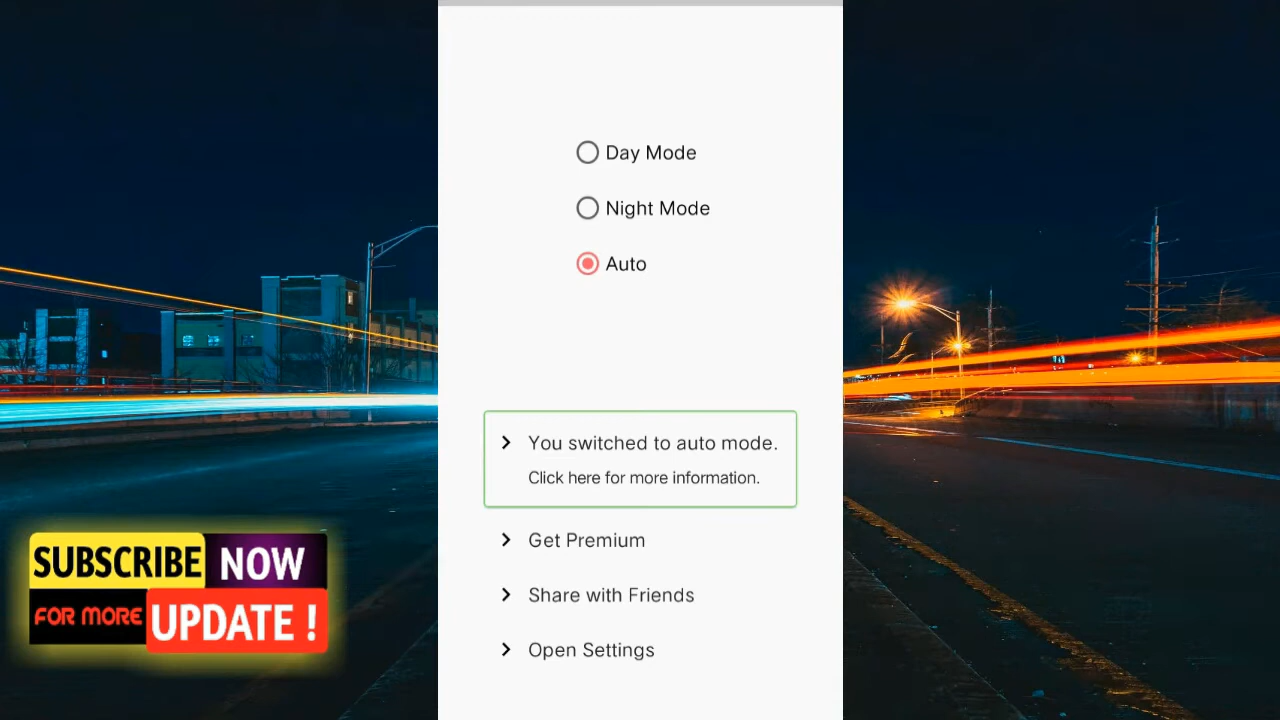 Day Mode
Night Mode
Auto
You switched to auto mode.
Click here for more information.
Get Premium
Share with Friends
Open Settings
SUBSCRIBE NOW
FOR MORE UPDATE !